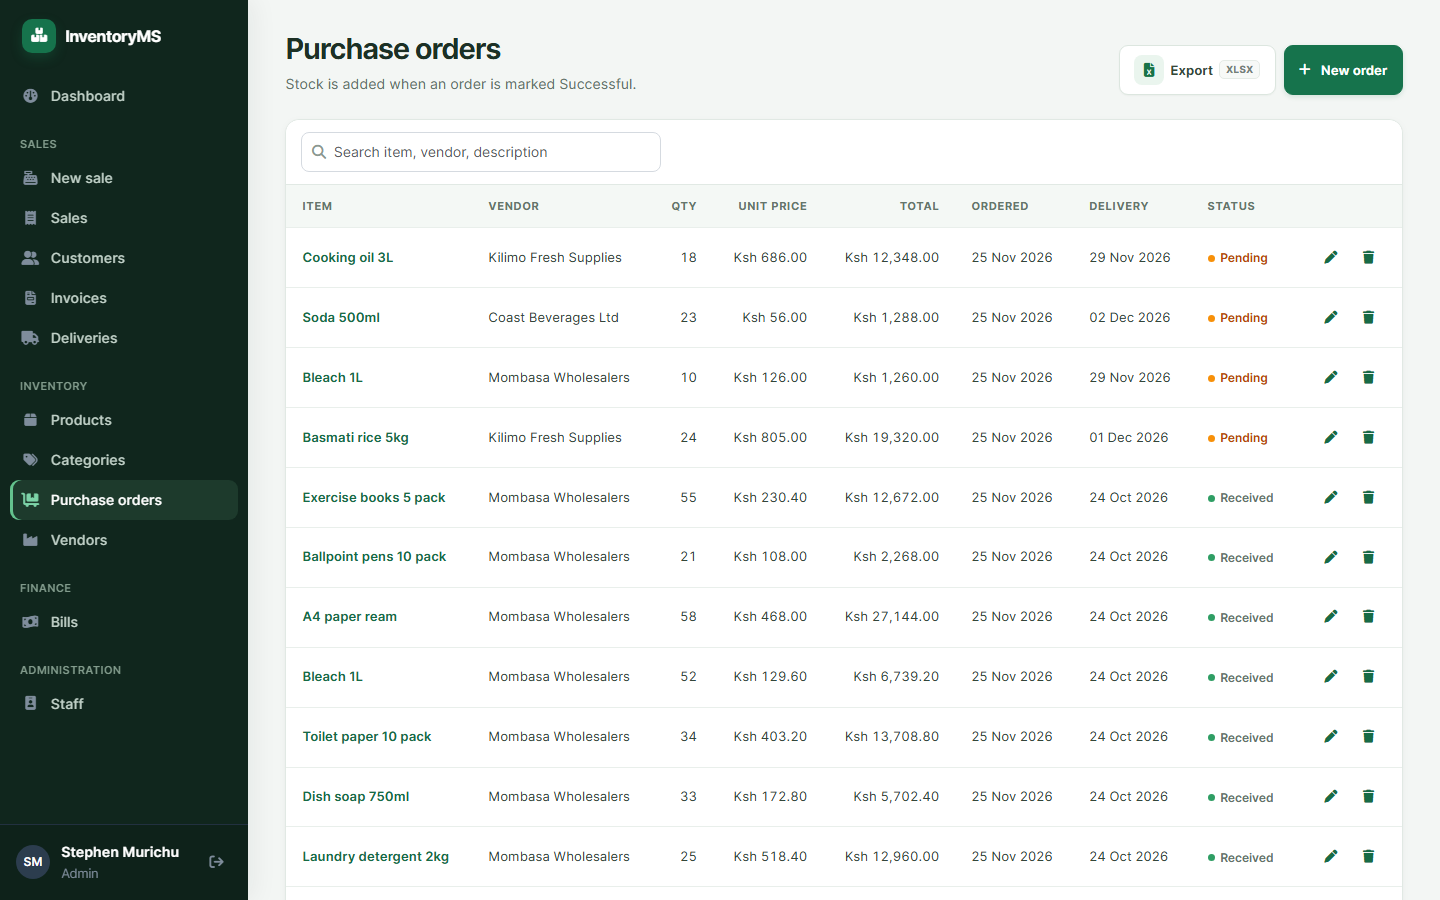 InventoryMS
Dashboard
SALES
New sale
Sales
Customers
Invoices
Deliveries
INVENTORY
Products
Categories
Purchase orders
Vendors
FINANCE
Bills
ADMINISTRATION
Staff
SM
Stephen Murichu
Admin
Purchase orders
Stock is added when an order is marked Successful.
Export XLSX
+ New order
Search item, vendor, description
ITEM VENDOR QTY UNIT PRICE TOTAL ORDERED DELIVERY STATUS
Cooking oil 3L Kilimo Fresh Supplies 18 Ksh 686.00 Ksh 12,348.00 25 Nov 2026 29 Nov 2026 Pending
Soda 500ml Coast Beverages Ltd 23 Ksh 56.00 Ksh 1,288.00 25 Nov 2026 02 Dec 2026 Pending
Bleach 1L Mombasa Wholesalers 10 Ksh 126.00 Ksh 1,260.00 25 Nov 2026 29 Nov 2026 Pending
Basmati rice 5kg Kilimo Fresh Supplies 24 Ksh 805.00 Ksh 19,320.00 25 Nov 2026 01 Dec 2026 Pending
Exercise books 5 pack Mombasa Wholesalers 55 Ksh 230.40 Ksh 12,672.00 25 Nov 2026 24 Oct 2026 Received
Ballpoint pens 10 pack Mombasa Wholesalers 21 Ksh 108.00 Ksh 2,268.00 25 Nov 2026 24 Oct 2026 Received
A4 paper ream Mombasa Wholesalers 58 Ksh 468.00 Ksh 27,144.00 25 Nov 2026 24 Oct 2026 Received
Bleach 1L Mombasa Wholesalers 52 Ksh 129.60 Ksh 6,739.20 25 Nov 2026 24 Oct 2026 Received
Toilet paper 10 pack Mombasa Wholesalers 34 Ksh 403.20 Ksh 13,708.80 25 Nov 2026 24 Oct 2026 Received
Dish soap 750ml Mombasa Wholesalers 33 Ksh 172.80 Ksh 5,702.40 25 Nov 2026 24 Oct 2026 Received
Laundry detergent 2kg Mombasa Wholesalers 25 Ksh 518.40 Ksh 12,960.00 25 Nov 2026 24 Oct 2026 Received